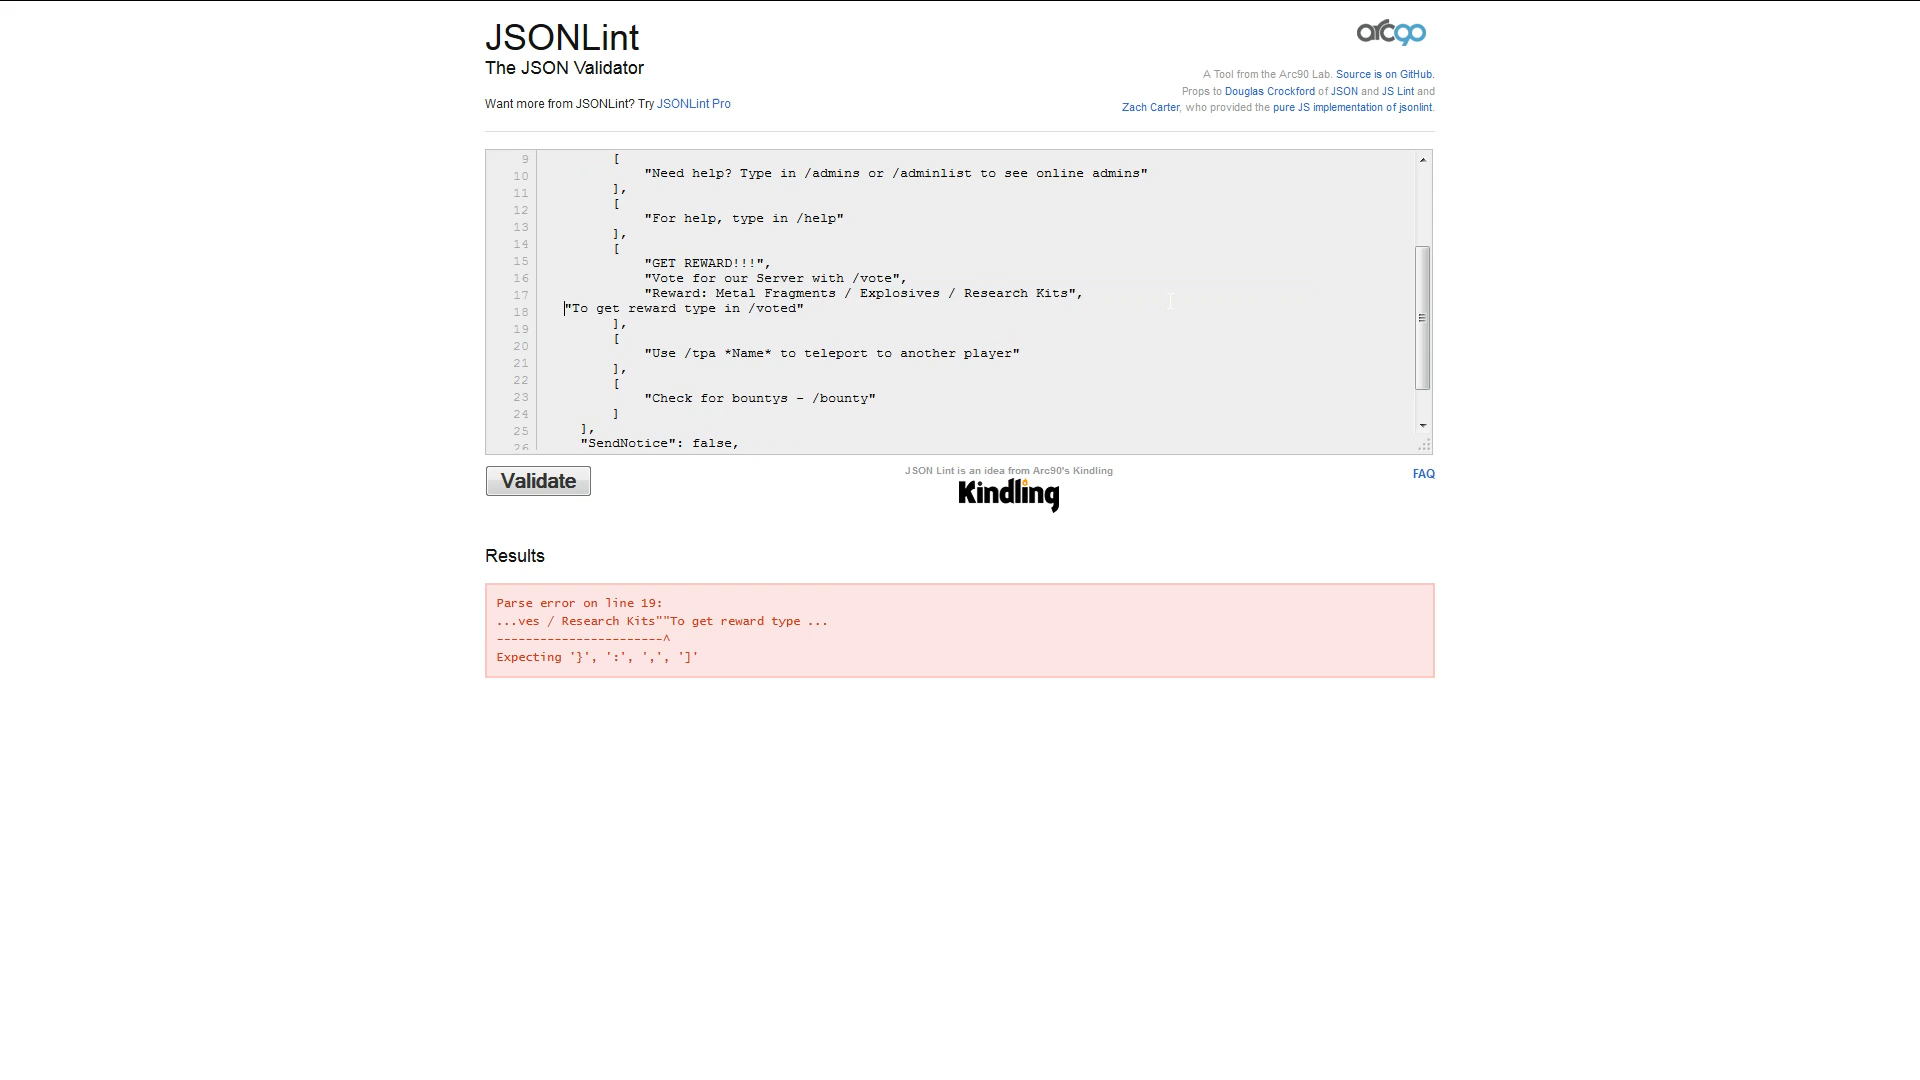 JSONLint
The JSON Validator
Want more from JSONLint? Try JSONLint Pro
arc90
A Tool from the Arc90 Lab. Source is on GitHub.
Props to Douglas Crockford of JSON and JS Lint and
Zach Carter, who provided the pure JS implementation of jsonlint.
9 [
10 "Need help? Type in /admins or /adminlist to see online admins"
11 ],
12 [
13 "For help, type in /help"
14 ],
15 [
16 "GET REWARD!!!",
17 "Vote for our Server with /vote",
18 "Reward: Metal Fragments / Explosives / Research Kits",
19 "To get reward type in /voted"
20 ],
21 [
22 "Use /tpa *Name* to teleport to another player"
23 ],
24 [
25 "Check for bountys - /bounty"
26 ]
],
"SendNotice": false,
Validate
JSON Lint is an idea from Arc90's Kindling
Kindling
FAQ
Results
Parse error on line 19:
...ves / Research Kits""To get reward type ...
-----------------------^
Expecting '}', ':', ',', ']'